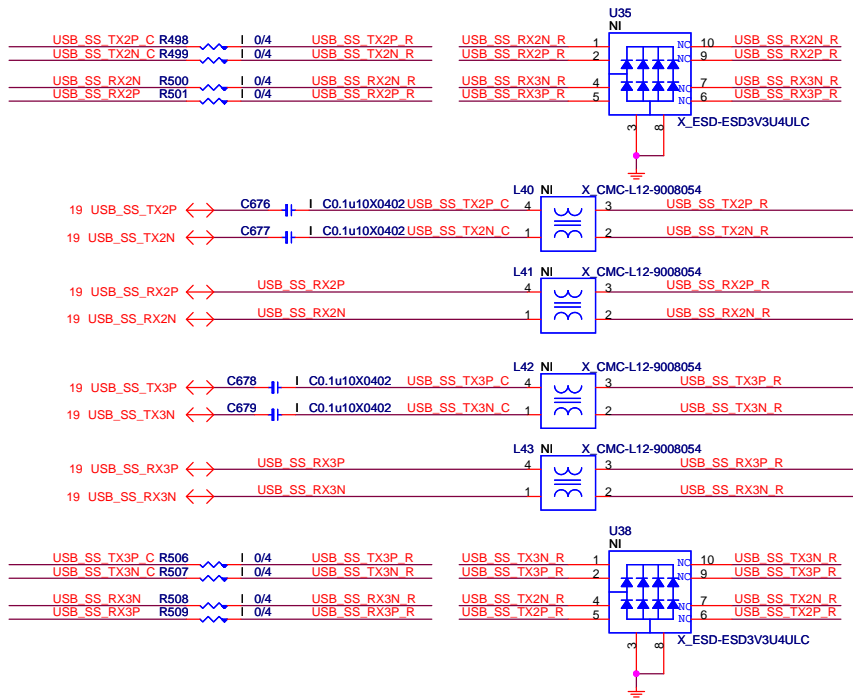 U35
NI
USB_SS_TX2P_C R498 I 0/4 USB_SS_TX2P_R USB_SS_RX2N_R 1 NC 10 USB_SS_RX2N_R
USB_SS_TX2N_C R499 I 0/4 USB_SS_TX2N_R USB_SS_RX2P_R 2 NC 9 USB_SS_RX2P_R
USB_SS_RX2N R500 I 0/4 USB_SS_RX2N_R USB_SS_RX3N_R 4 NC 7 USB_SS_RX3N_R
USB_SS_RX2P R501 I 0/4 USB_SS_RX2P_R USB_SS_RX3P_R 5 NC 6 USB_SS_RX3P_R
3 8 X_ESD-ESD3V3U4ULC
L40 NI X_CMC-L12-9008054
19 USB_SS_TX2P C676 I C0.1u10X0402 USB_SS_TX2P_C 4 3 USB_SS_TX2P_R
19 USB_SS_TX2N C677 I C0.1u10X0402 USB_SS_TX2N_C 1 2 USB_SS_TX2N_R
L41 NI X_CMC-L12-9008054
19 USB_SS_RX2P USB_SS_RX2P 4 3 USB_SS_RX2P_R
19 USB_SS_RX2N USB_SS_RX2N 1 2 USB_SS_RX2N_R
L42 NI X_CMC-L12-9008054
19 USB_SS_TX3P C678 I C0.1u10X0402 USB_SS_TX3P_C 4 3 USB_SS_TX3P_R
19 USB_SS_TX3N C679 I C0.1u10X0402 USB_SS_TX3N_C 1 2 USB_SS_TX3N_R
L43 NI X_CMC-L12-9008054
19 USB_SS_RX3P USB_SS_RX3P 4 3 USB_SS_RX3P_R
19 USB_SS_RX3N USB_SS_RX3N 1 2 USB_SS_RX3N_R
U38
NI
USB_SS_TX3P_C R506 I 0/4 USB_SS_TX3P_R USB_SS_TX3N_R 1 NC 10 USB_SS_TX3N_R
USB_SS_TX3N_C R507 I 0/4 USB_SS_TX3N_R USB_SS_TX3P_R 2 NC 9 USB_SS_TX3P_R
USB_SS_RX3N R508 I 0/4 USB_SS_RX3N_R USB_SS_TX2N_R 4 NC 7 USB_SS_TX2N_R
USB_SS_RX3P R509 I 0/4 USB_SS_RX3P_R USB_SS_TX2P_R 5 NC 6 USB_SS_TX2P_R
3 8 X_ESD-ESD3V3U4ULC